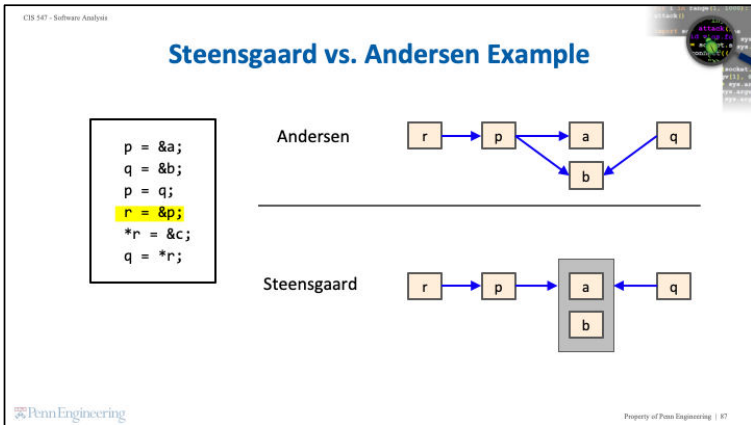 CIS 547 - Software Analysis
Steensgaard vs. Andersen Example
p = &a;
q = &b;
p = q;
r = &p;
*r = &c;
q = *r;
Andersen
r
p
a
q
b
Steensgaard
r
p
a
q
b
Penn Engineering
Property of Penn Engineering | 87